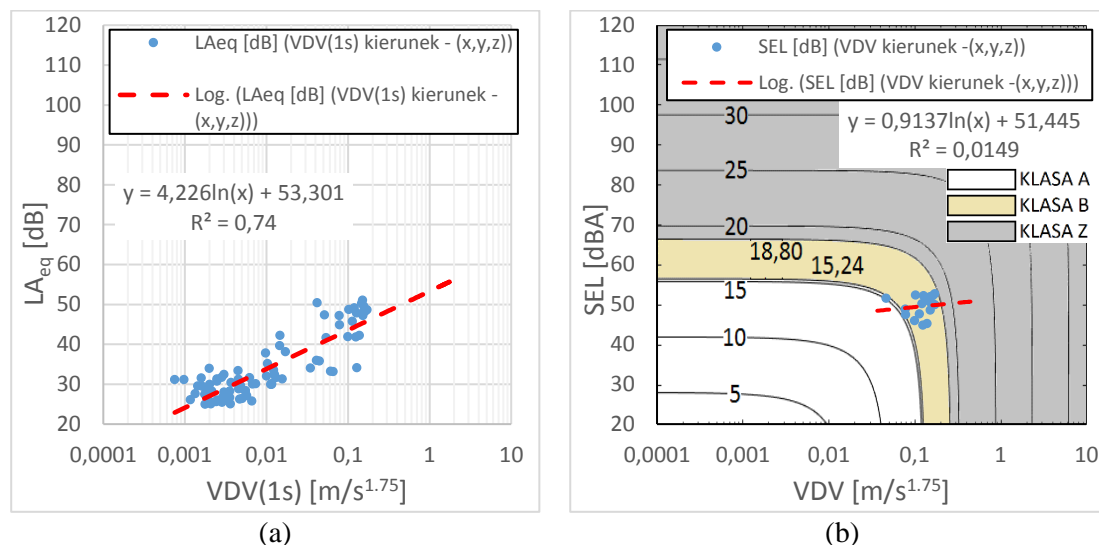 120
110
100
90
80
70
60
50
40
30
20
LAeq [dB]
LAeq [dB] (VDV(1s) kierunek - (x,y,z))
Log. (LAeq [dB] (VDV(1s) kierunek -
(x,y,z)))
y = 4,226ln(x) + 53,301
R² = 0,74
0,0001 0,001 0,01 0,1 1 10
VDV(1s) [m/s1.75]
(a)
120
110
100
90
80
70
60
50
40
30
20
SEL [dBA]
SEL [dB] (VDV kierunek -(x,y,z))
Log. (SEL [dB] (VDV kierunek -(x,y,z)))
y = 0,9137ln(x) + 51,445
R² = 0,0149
30
25
KLASA A
KLASA B
KLASA Z
20
18,80
15,24
15
10
5
0,0001 0,001 0,01 0,1 1 10
VDV [m/s1.75]
(b)